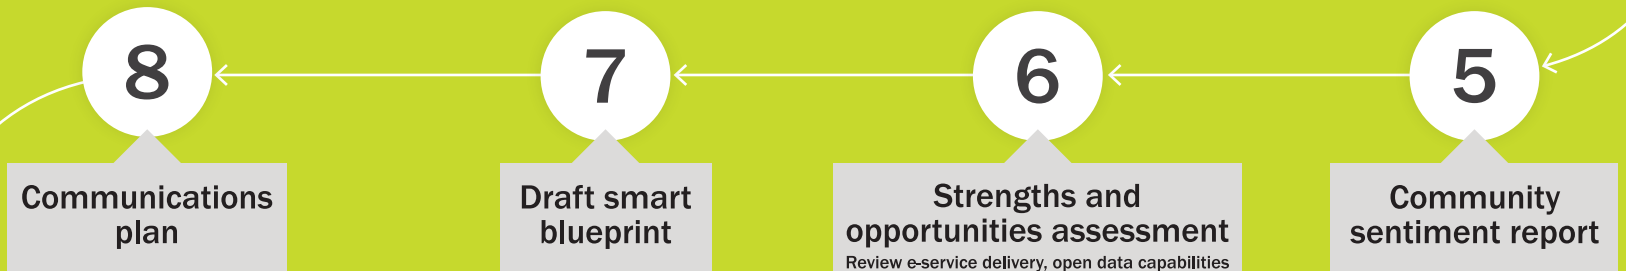 8
7
6
5
Communications
plan
Draft smart
blueprint
Strengths and
opportunities assessment
Review e-service delivery, open data capabilities
Community
sentiment report